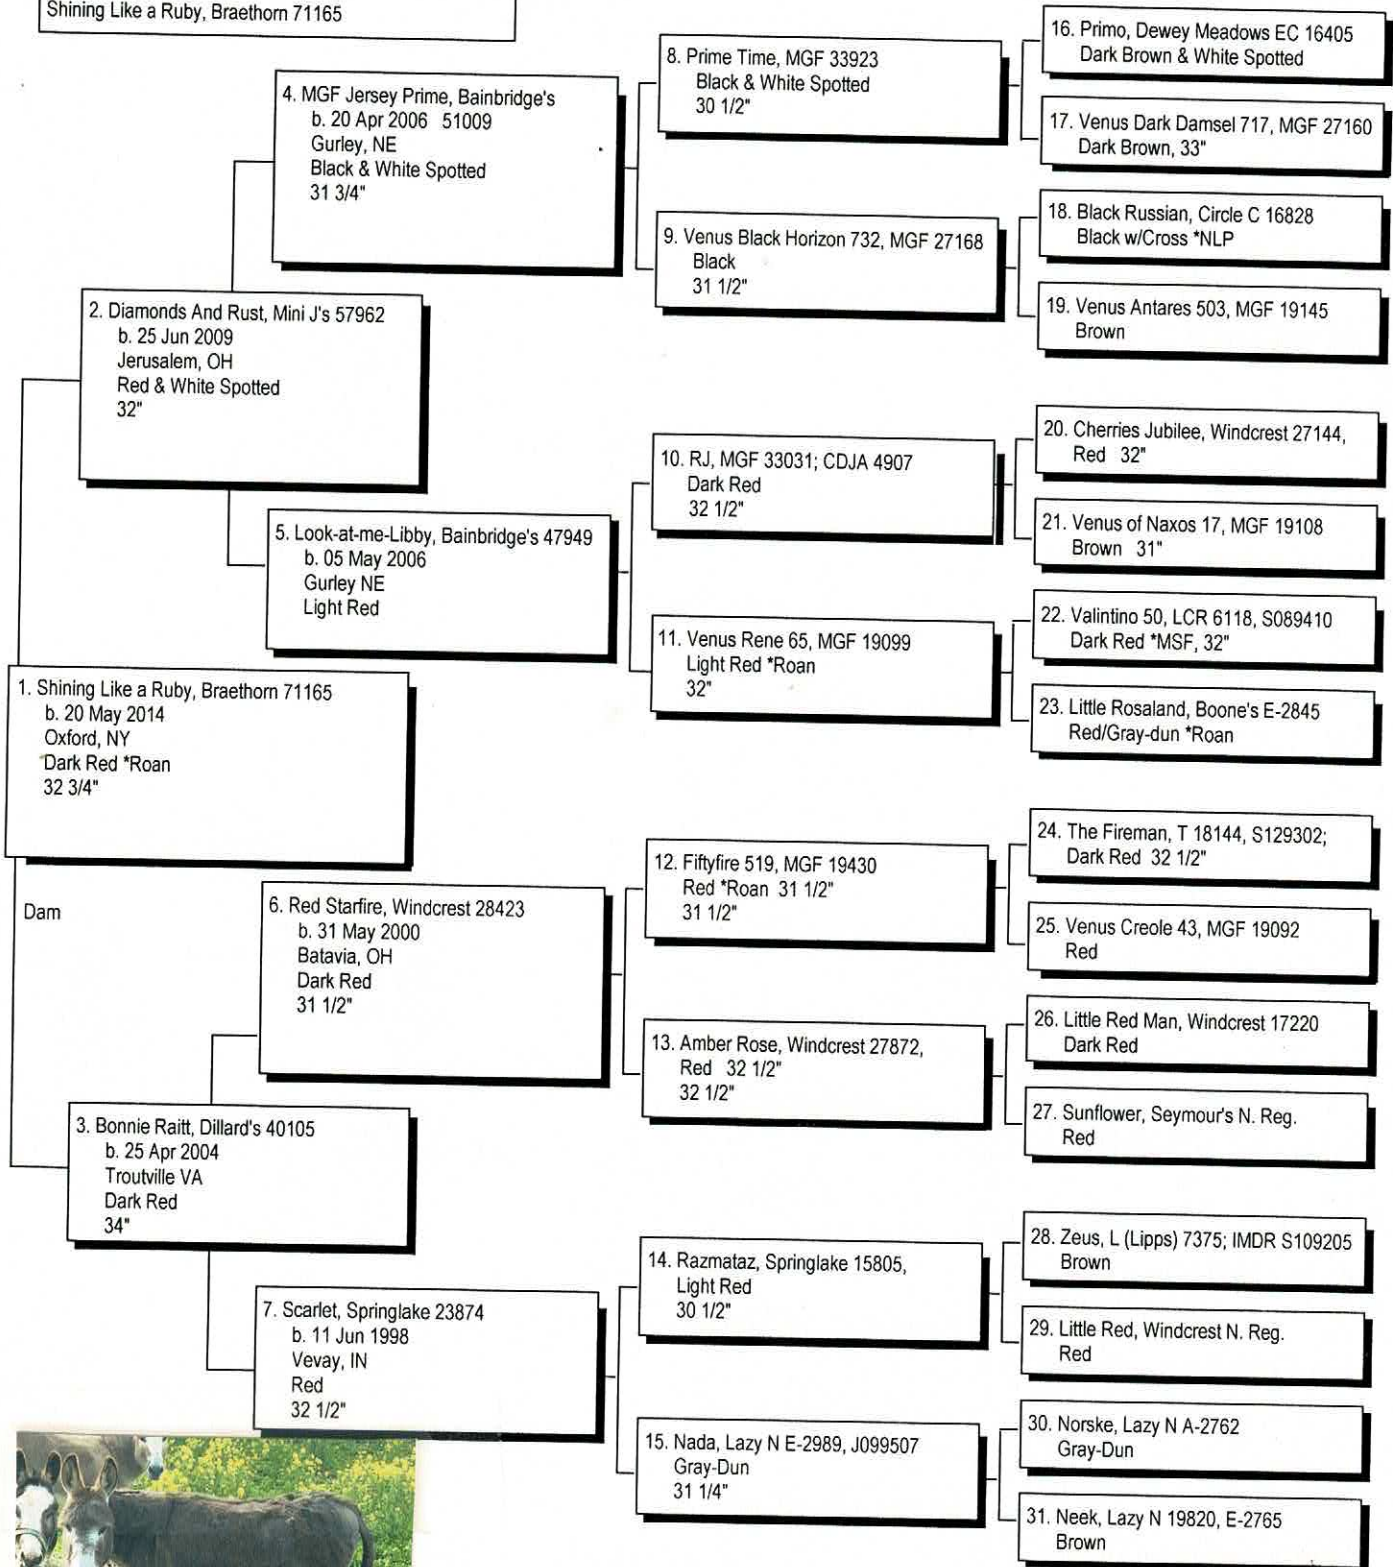 Shining Like a Ruby, Braethorn 71165
1. Shining Like a Ruby, Braethorn 71165
b. 20 May 2014
Oxford, NY
Dark Red *Roan
32 3/4"
Dam
2. Diamonds And Rust, Mini J's 57962
b. 25 Jun 2009
Jerusalem, OH
Red & White Spotted
32"
3. Bonnie Raitt, Dillard's 40105
b. 25 Apr 2004
Troutville VA
Dark Red
34"
4. MGF Jersey Prime, Bainbridge's
b. 20 Apr 2006 51009
Gurley, NE
Black & White Spotted
31 3/4"
5. Look-at-me-Libby, Bainbridge's 47949
b. 05 May 2006
Gurley NE
Light Red
6. Red Starfire, Windcrest 28423
b. 31 May 2000
Batavia, OH
Dark Red
31 1/2"
7. Scarlet, Springlake 23874
b. 11 Jun 1998
Vevay, IN
Red
32 1/2"
8. Prime Time, MGF 33923
Black & White Spotted
30 1/2"
9. Venus Black Horizon 732, MGF 27168
Black
31 1/2"
10. RJ, MGF 33031; CDJA 4907
Dark Red
32 1/2"
11. Venus Rene 65, MGF 19099
Light Red *Roan
32"
12. Fiftyfire 519, MGF 19430
Red *Roan 31 1/2"
31 1/2"
13. Amber Rose, Windcrest 27872,
Red 32 1/2"
32 1/2"
14. Razmataz, Springlake 15805,
Light Red
30 1/2"
15. Nada, Lazy N E-2989, J099507
Gray-Dun
31 1/4"
16. Primo, Dewey Meadows EC 16405
Dark Brown & White Spotted
17. Venus Dark Damsel 717, MGF 27160
Dark Brown, 33"
18. Black Russian, Circle C 16828
Black w/Cross *NLP
19. Venus Antares 503, MGF 19145
Brown
20. Cherries Jubilee, Windcrest 27144,
Red 32"
21. Venus of Naxos 17, MGF 19108
Brown 31"
22. Valintino 50, LCR 6118, S089410
Dark Red *MSF, 32"
23. Little Rosaland, Boone's E-2845
Red/Gray-dun *Roan
24. The Fireman, T 18144, S129302;
Dark Red 32 1/2"
25. Venus Creole 43, MGF 19092
Red
26. Little Red Man, Windcrest 17220
Dark Red
27. Sunflower, Seymour's N. Reg.
Red
28. Zeus, L (Lipps) 7375; IMDR S109205
Brown
29. Little Red, Windcrest N. Reg.
Red
30. Norske, Lazy N A-2762
Gray-Dun
31. Neek, Lazy N 19820, E-2765
Brown